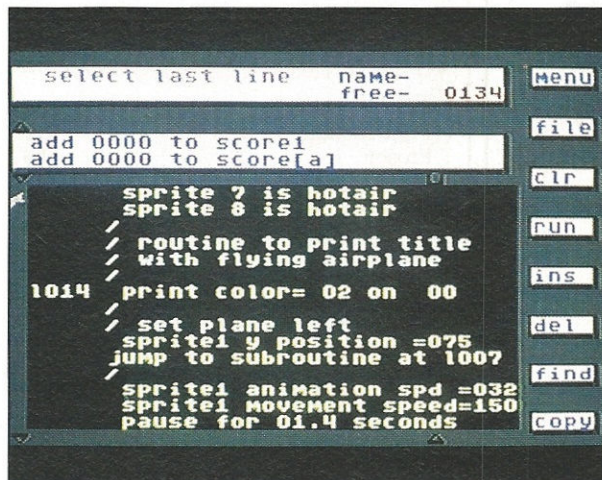 select last line name-
free- 0134
menu
file
add 0000 to score1
add 0000 to score[a]
clr
sprite 7 is hotair
sprite 8 is hotair
/
run
/ routine to print title
/ with flying airplane
/
ins
l014 print color= 02 on 00
/
/ set plane left
del
sprite1 y position =075
jump to subroutine at l007
/
find
sprite1 animation spd =032
sprite1 movement speed=150
pause for 01.4 seconds
copy